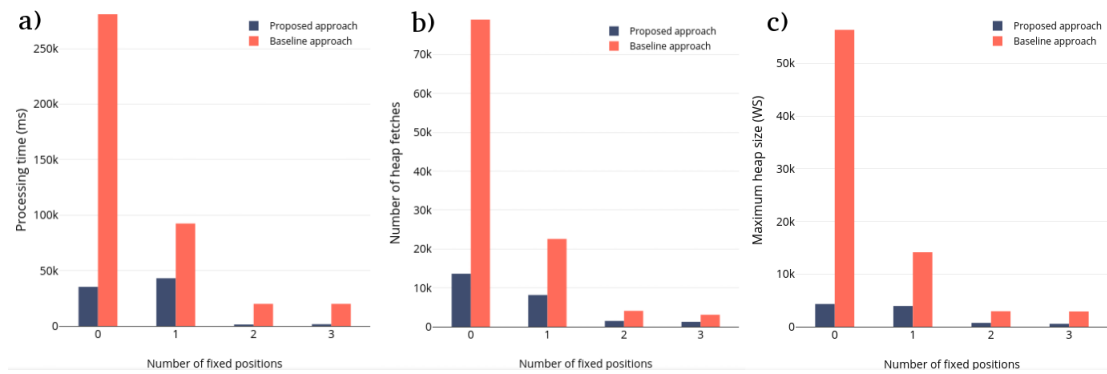 a)
Proposed approach
Baseline approach
250k
200k
150k
100k
50k
0
Processing time (ms)
0 1 2 3
Number of fixed positions
b)
Proposed approach
Baseline approach
70k
60k
50k
40k
30k
20k
10k
0
Number of heap fetches
0 1 2 3
Number of fixed positions
c)
Proposed approach
Baseline approach
50k
40k
30k
20k
10k
0
Maximum heap size (WS)
0 1 2 3
Number of fixed positions